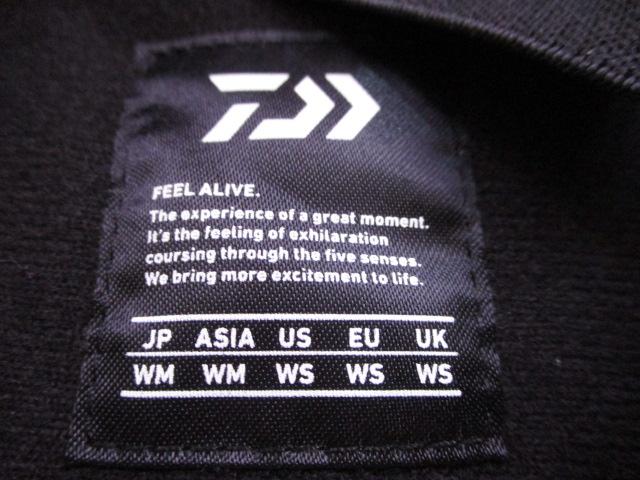 FEEL ALIVE.
The experience of a great moment.
It's the feeling of exhilaration
coursing through the five senses.
We bring more excitement to life.
JP ASIA US EU UK
WM WM WS WS WS